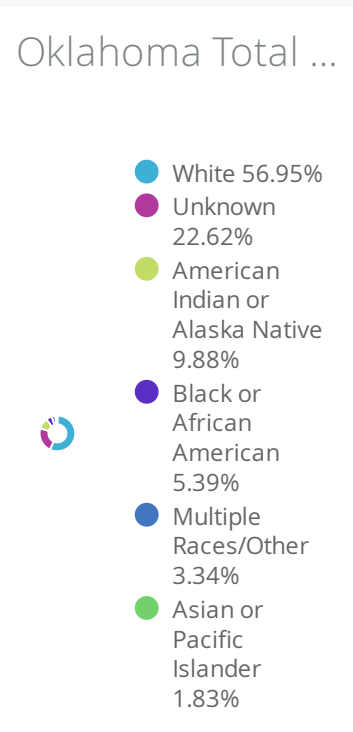 Oklahoma Total ...
White 56.95%
Unknown
22.62%
American
Indian or
Alaska Native
9.88%
Black or
African
American
5.39%
Multiple
Races/Other
3.34%
Asian or
Pacific
Islander
1.83%